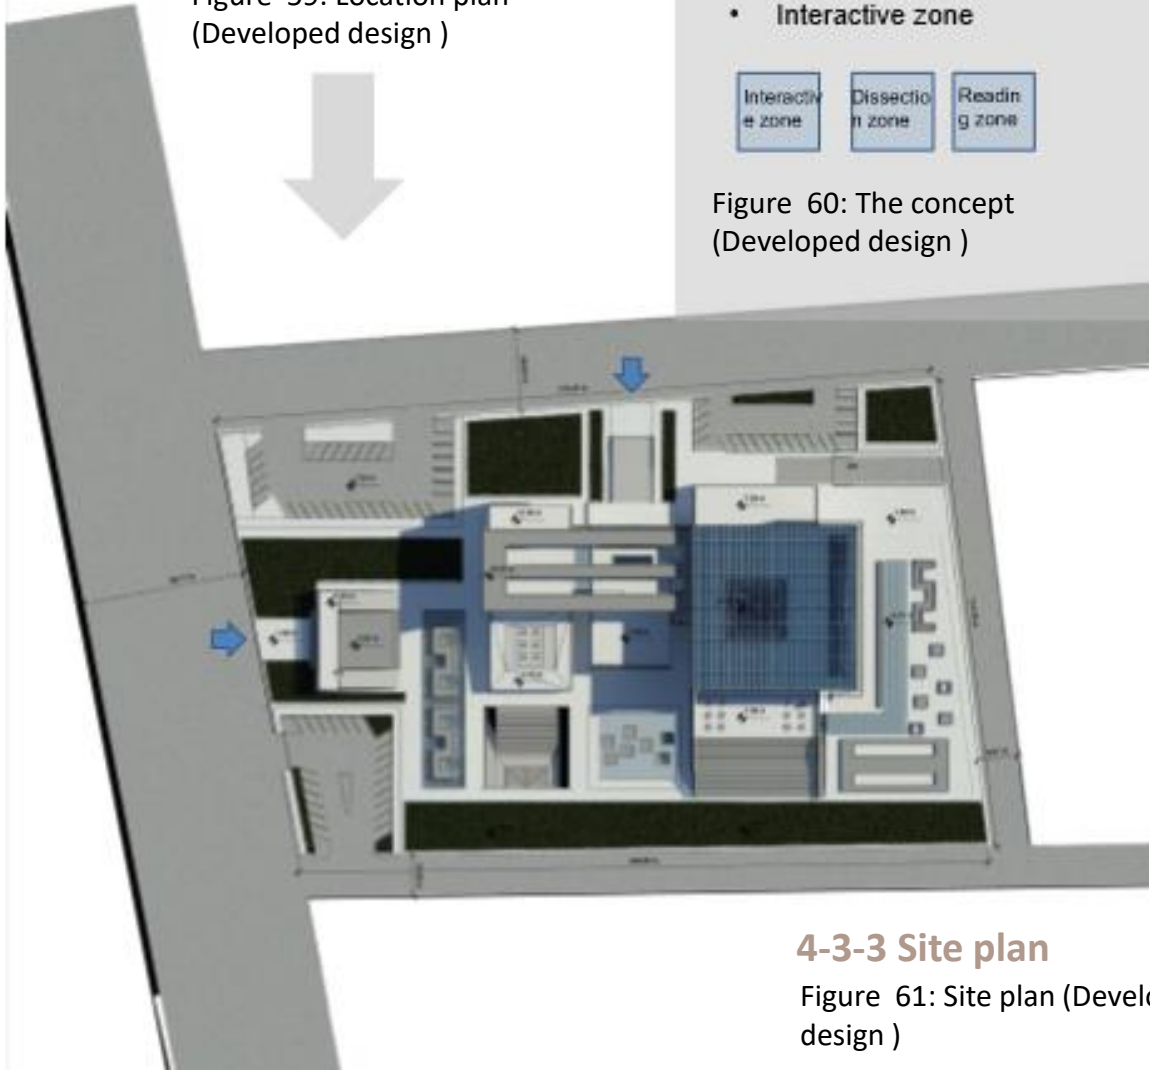 Figure 59: Location plan
(Developed design )
• Interactive zone
Interactiv
e zone
Dissectio
n zone
Readin
g zone
Figure 60: The concept
(Developed design )
4-3-3 Site plan
Figure 61: Site plan (Develo
design )